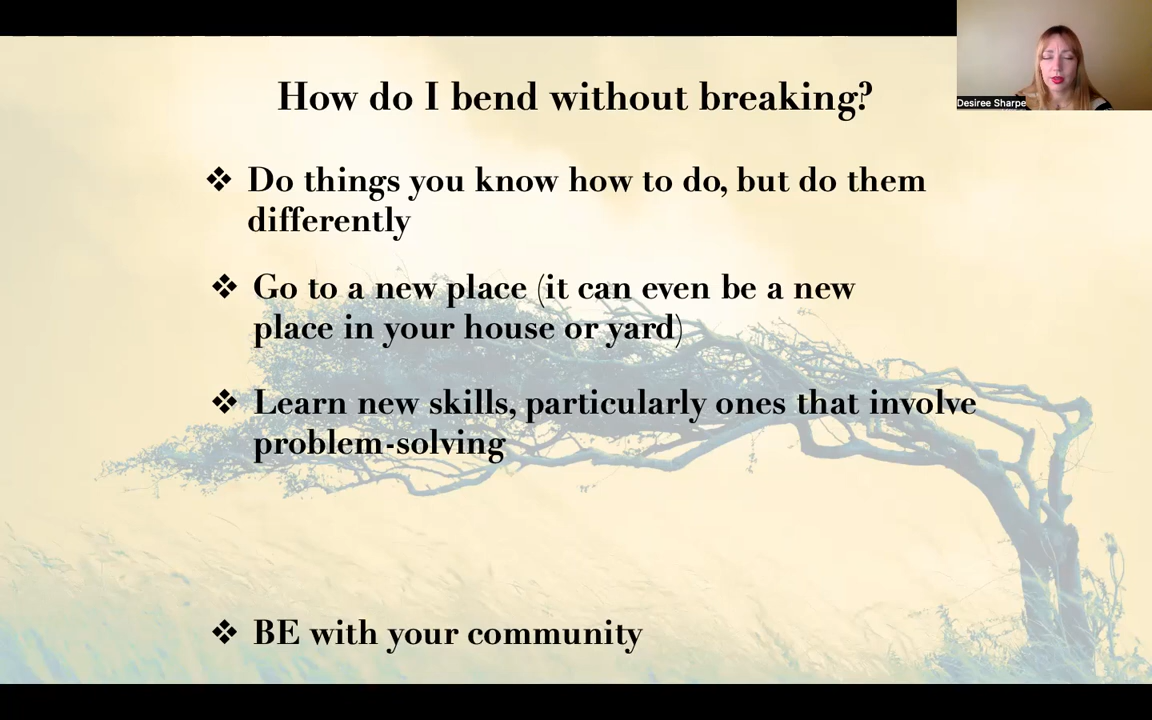 How do I bend without breaking?
Desiree Sharpe
❖ Do things you know how to do, but do them
differently
❖ Go to a new place (it can even be a new
place in your house or yard)
❖ Learn new skills, particularly ones that involve
problem-solving
❖ BE with your community